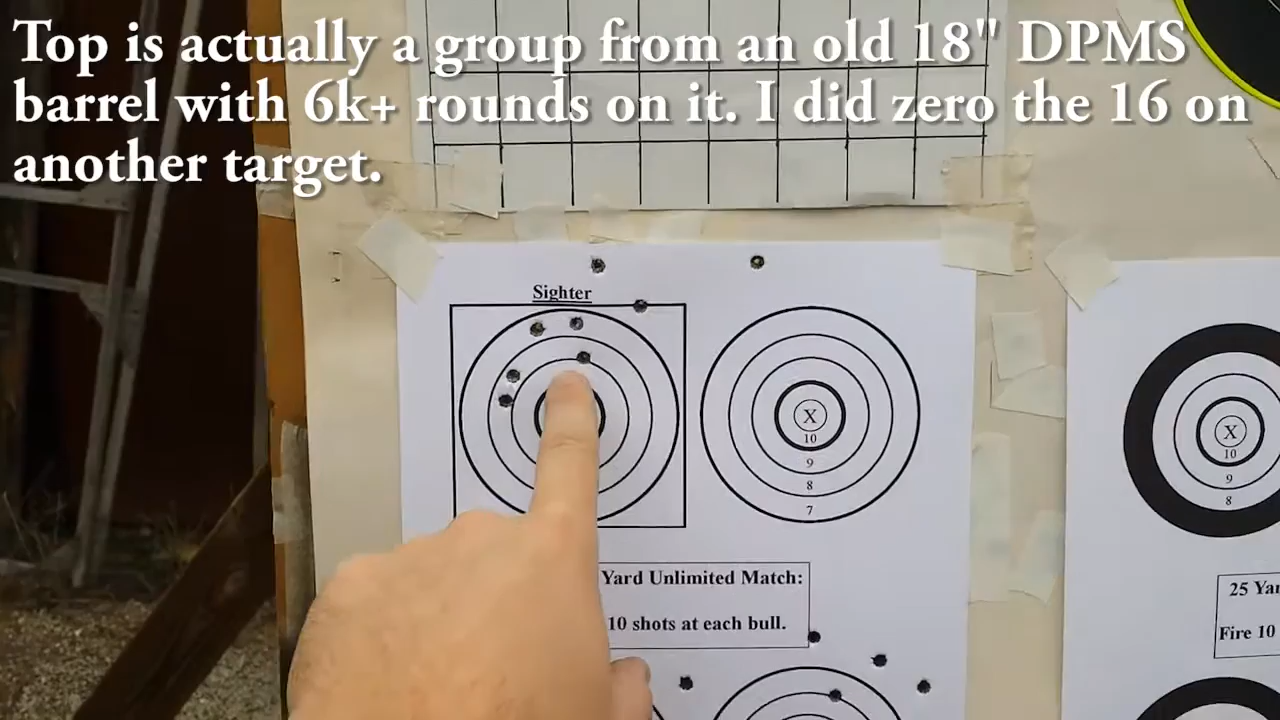 Top is actually a group from an old 18" DPMS
barrel with 6k+ rounds on it. I did zero the 16 on
another target.
Sighter
X
10
9
8
7
X
10
9
8
Yard Unlimited Match:
10 shots at each bull.
25
Fire 10